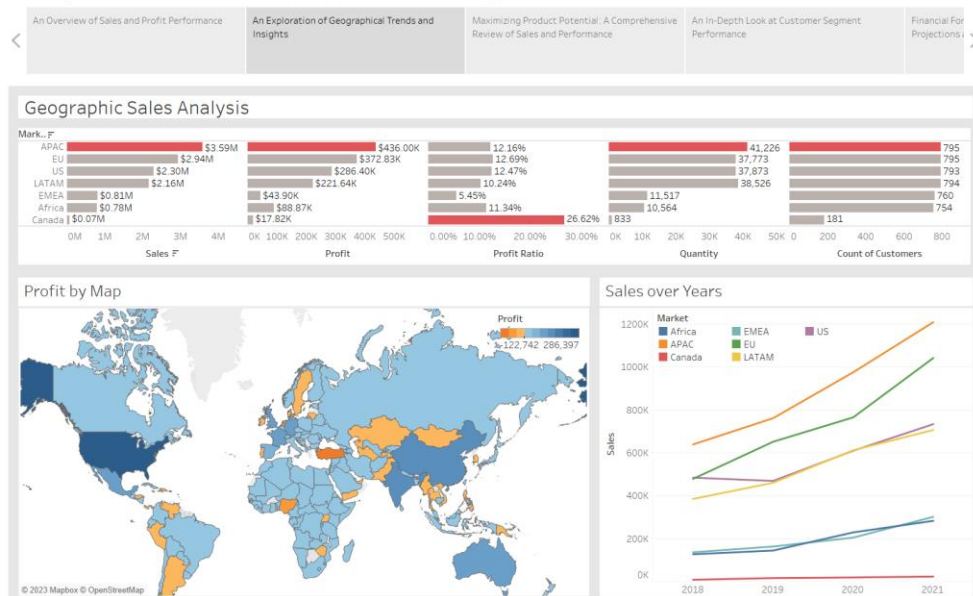 An Overview of Sales and Profit Performance
An Exploration of Geographical Trends and
Insights
Maximizing Product Potential: A Comprehensive
Review of Sales and Performance
An In-Depth Look at Customer Segment
Performance
Financial For
Projections
Geographic Sales Analysis
Mark..
APAC $3.59M $436.00K 12.16% 41,226 795
EU $2.94M $372.83K 12.69% 37,773 795
US $2.30M $286.40K 12.47% 37,873 793
LATAM $2.16M $221.64K 10.24% 38,526 794
EMEA $0.81M $43.90K 5.45% 11,517 760
Africa $0.78M $88.87K 11.34% 10,564 754
Canada $0.07M $17.82K 26.62% 833 181
0M 1M 2M 3M 4M 0K 100K 200K 300K 400K 500K 0.00% 10.00% 20.00% 30.00% 0K 10K 20K 30K 40K 50K 0 200 400 600 800
Sales Profit Profit Ratio Quantity Count of Customers
Profit by Map
Profit
-122,742 286,397
© 2023 Mapbox © OpenStreetMap
Sales over Years
Market
Africa EMEA US
APAC EU
Canada LATAM
1200K
1000K
800K
600K
400K
200K
0K
Sales
2018 2019 2020 2021